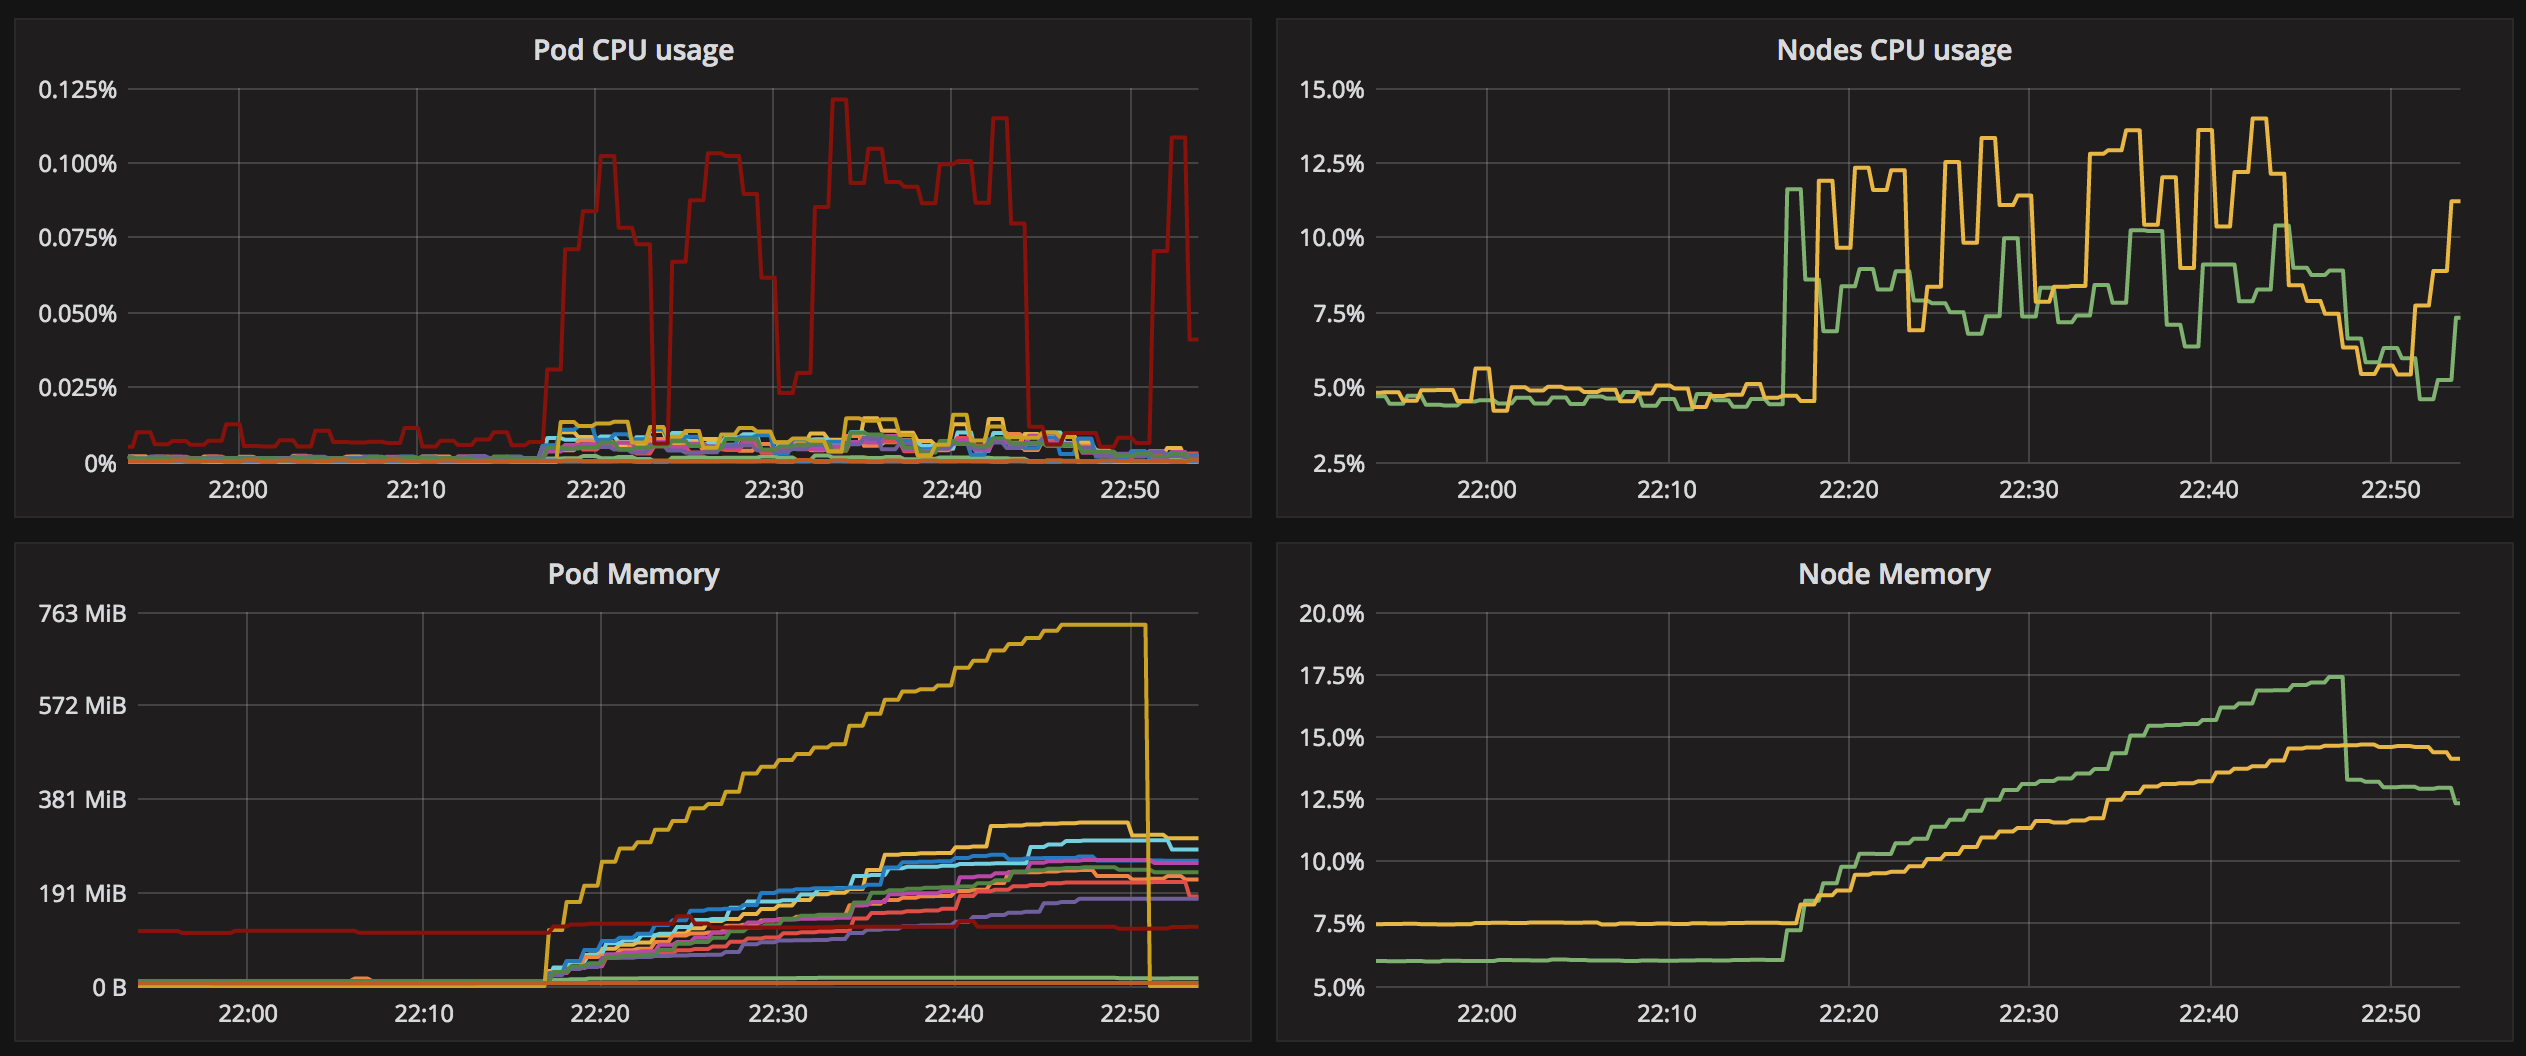 Pod CPU usage
0.125%
0.100%
0.075%
0.050%
0.025%
0%
22:00 22:10 22:20 22:30 22:40 22:50
Nodes CPU usage
15.0%
12.5%
10.0%
7.5%
5.0%
2.5%
22:00 22:10 22:20 22:30 22:40 22:50
Pod Memory
763 MiB
572 MiB
381 MiB
191 MiB
0 B
22:00 22:10 22:20 22:30 22:40 22:50
Node Memory
20.0%
17.5%
15.0%
12.5%
10.0%
7.5%
5.0%
22:00 22:10 22:20 22:30 22:40 22:50